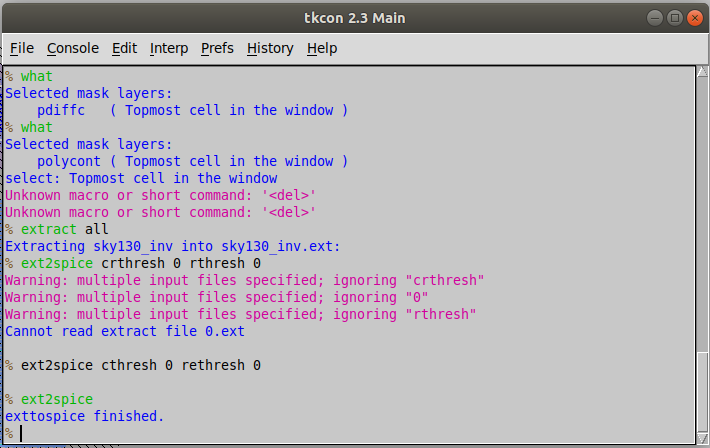 tkcon 2.3 Main
File Console Edit Interp Prefs History Help
% what
Selected mask layers:
pdiffc ( Topmost cell in the window )
% what
Selected mask layers:
polycont ( Topmost cell in the window )
select: Topmost cell in the window
Unknown macro or short command: '<del>'
Unknown macro or short command: '<del>'
% extract all
Extracting sky130_inv into sky130_inv.ext:
% ext2spice crthresh 0 rthresh 0
Warning: multiple input files specified; ignoring "crthresh"
Warning: multiple input files specified; ignoring "0"
Warning: multiple input files specified; ignoring "rthresh"
Cannot read extract file 0.ext
% ext2spice cthresh 0 rethresh 0
% ext2spice
exttospice finished.
%